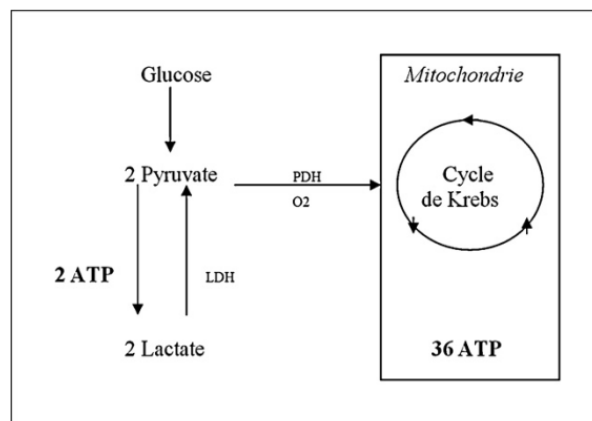 Glucose
Mitochondrie
2 Pyruvate
PDH
O2
Cycle
de Krebs
2 ATP
LDH
2 Lactate
36 ATP